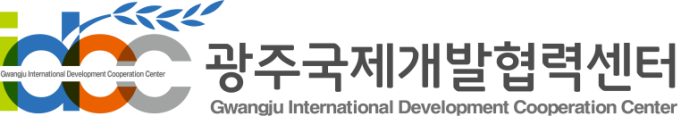 idcc
Gwangju International Development Cooperation Center
광주국제개발협력센터
Gwangju International Development Cooperation Center